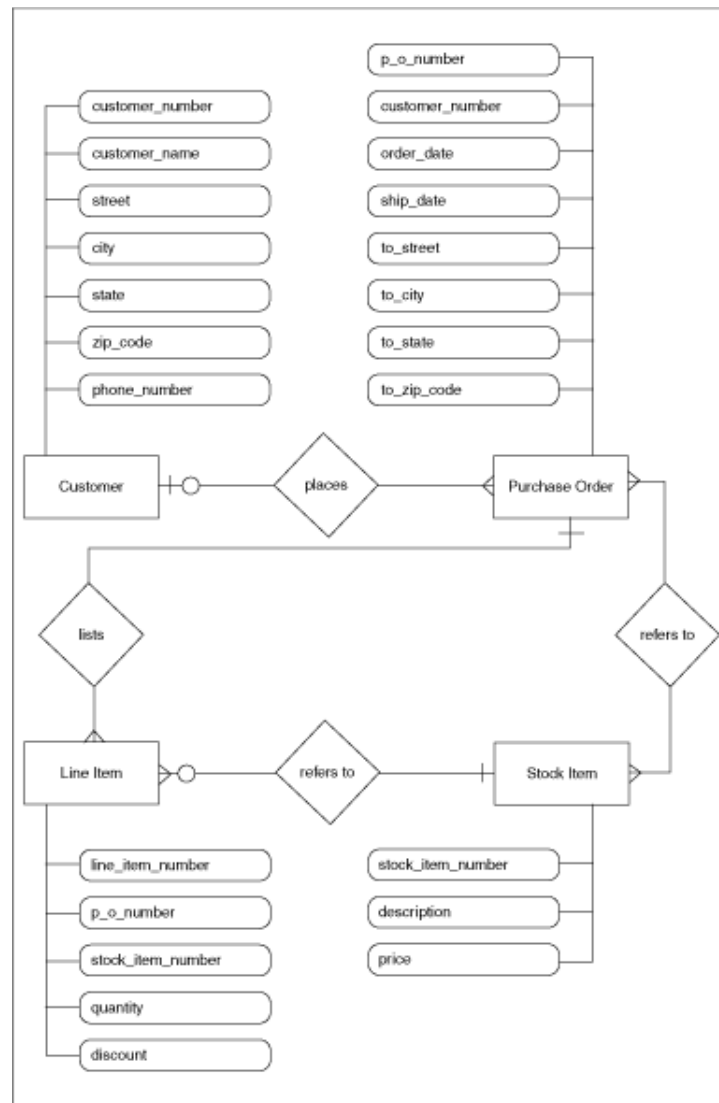 customer_number
customer_name
street
city
state
zip_code
phone_number
p_o_number
customer_number
order_date
ship_date
to_street
to_city
to_state
to_zip_code
Customer
places
Purchase Order
lists
refers to
Line Item
refers to
Stock Item
line_item_number
p_o_number
stock_item_number
quantity
discount
stock_item_number
description
price